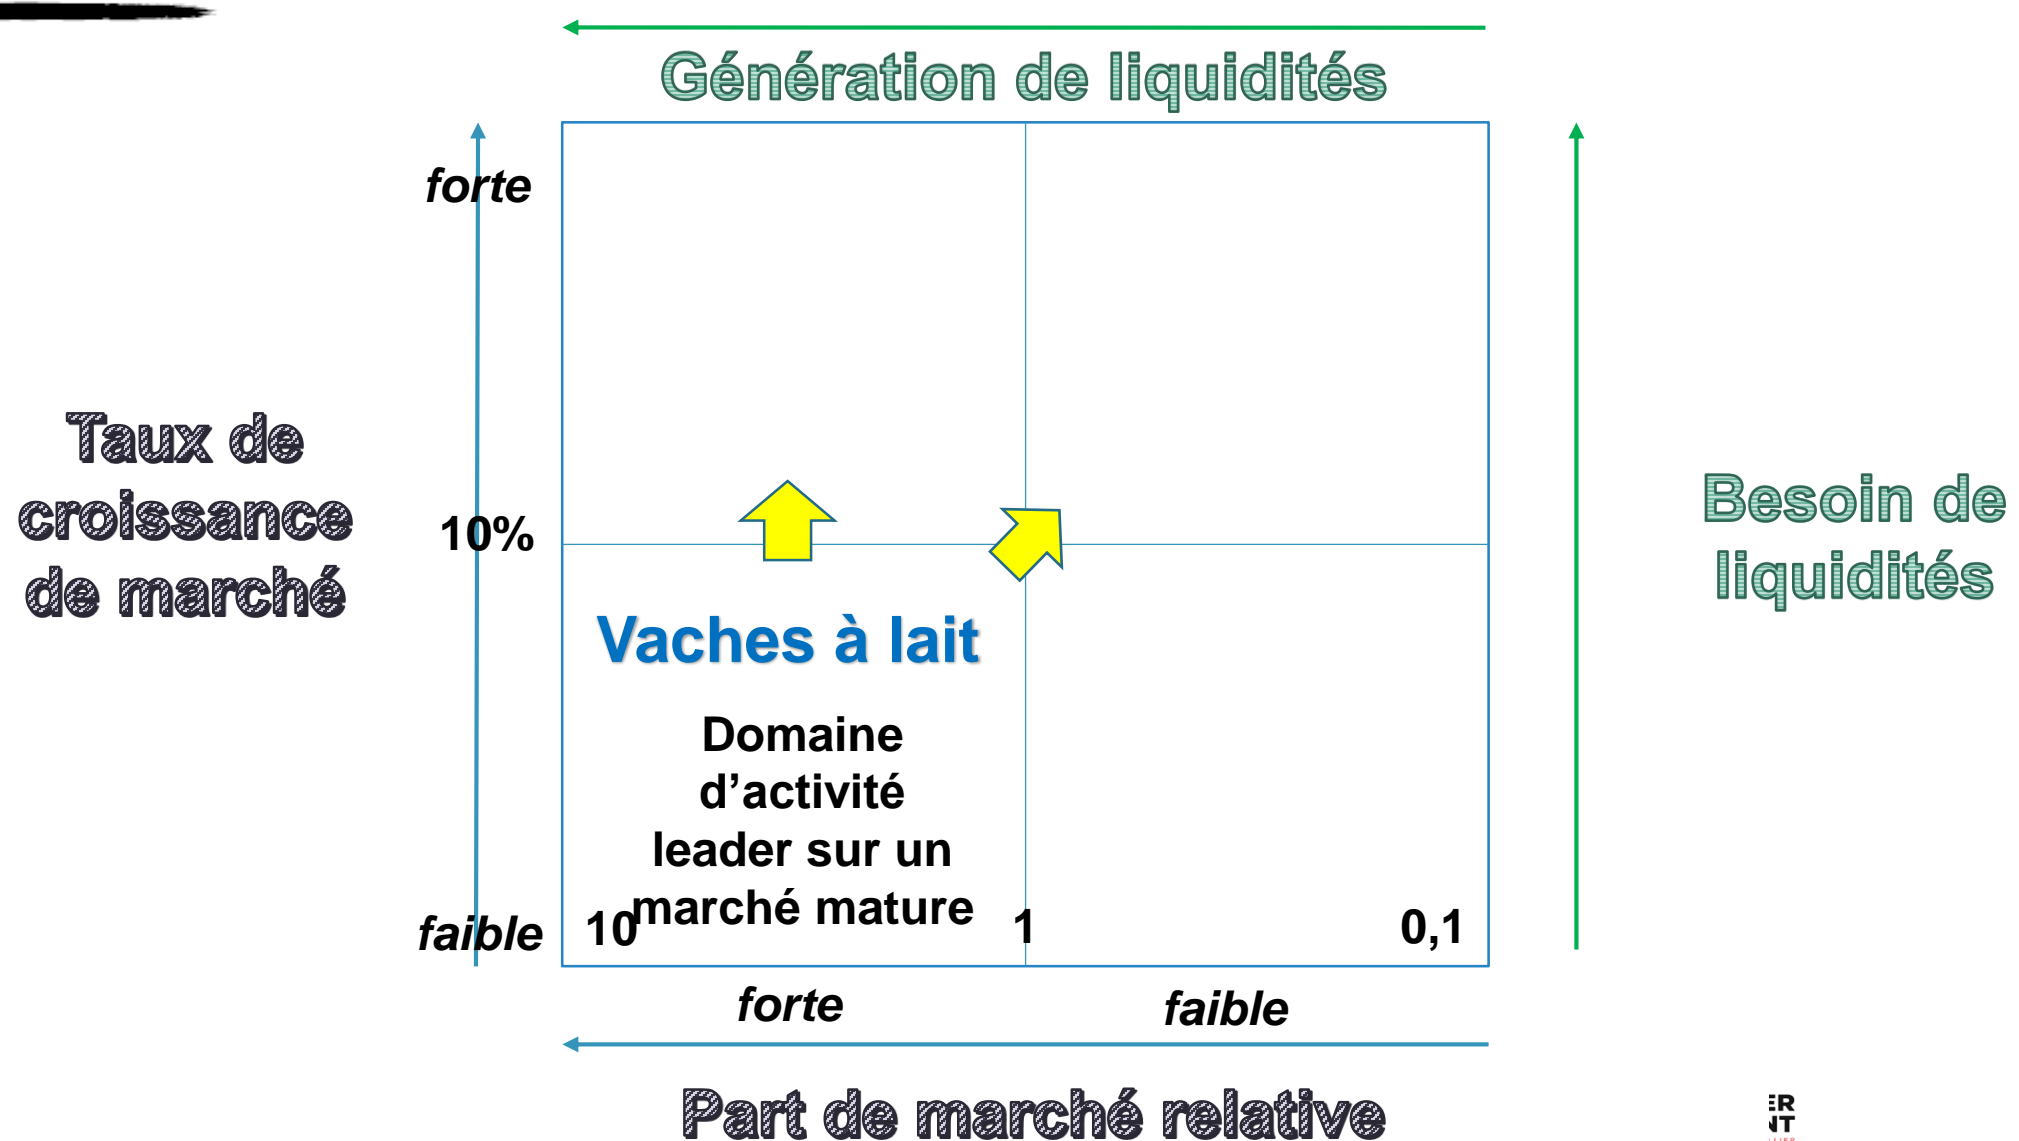 Génération de liquidités
forte
Taux de
croissance
de marché
10%
Besoin de
liquidités
Vaches à lait
Domaine
d’activité
leader sur un
marché mature
faible
10
1
0,1
forte
faible
Part de marché relative